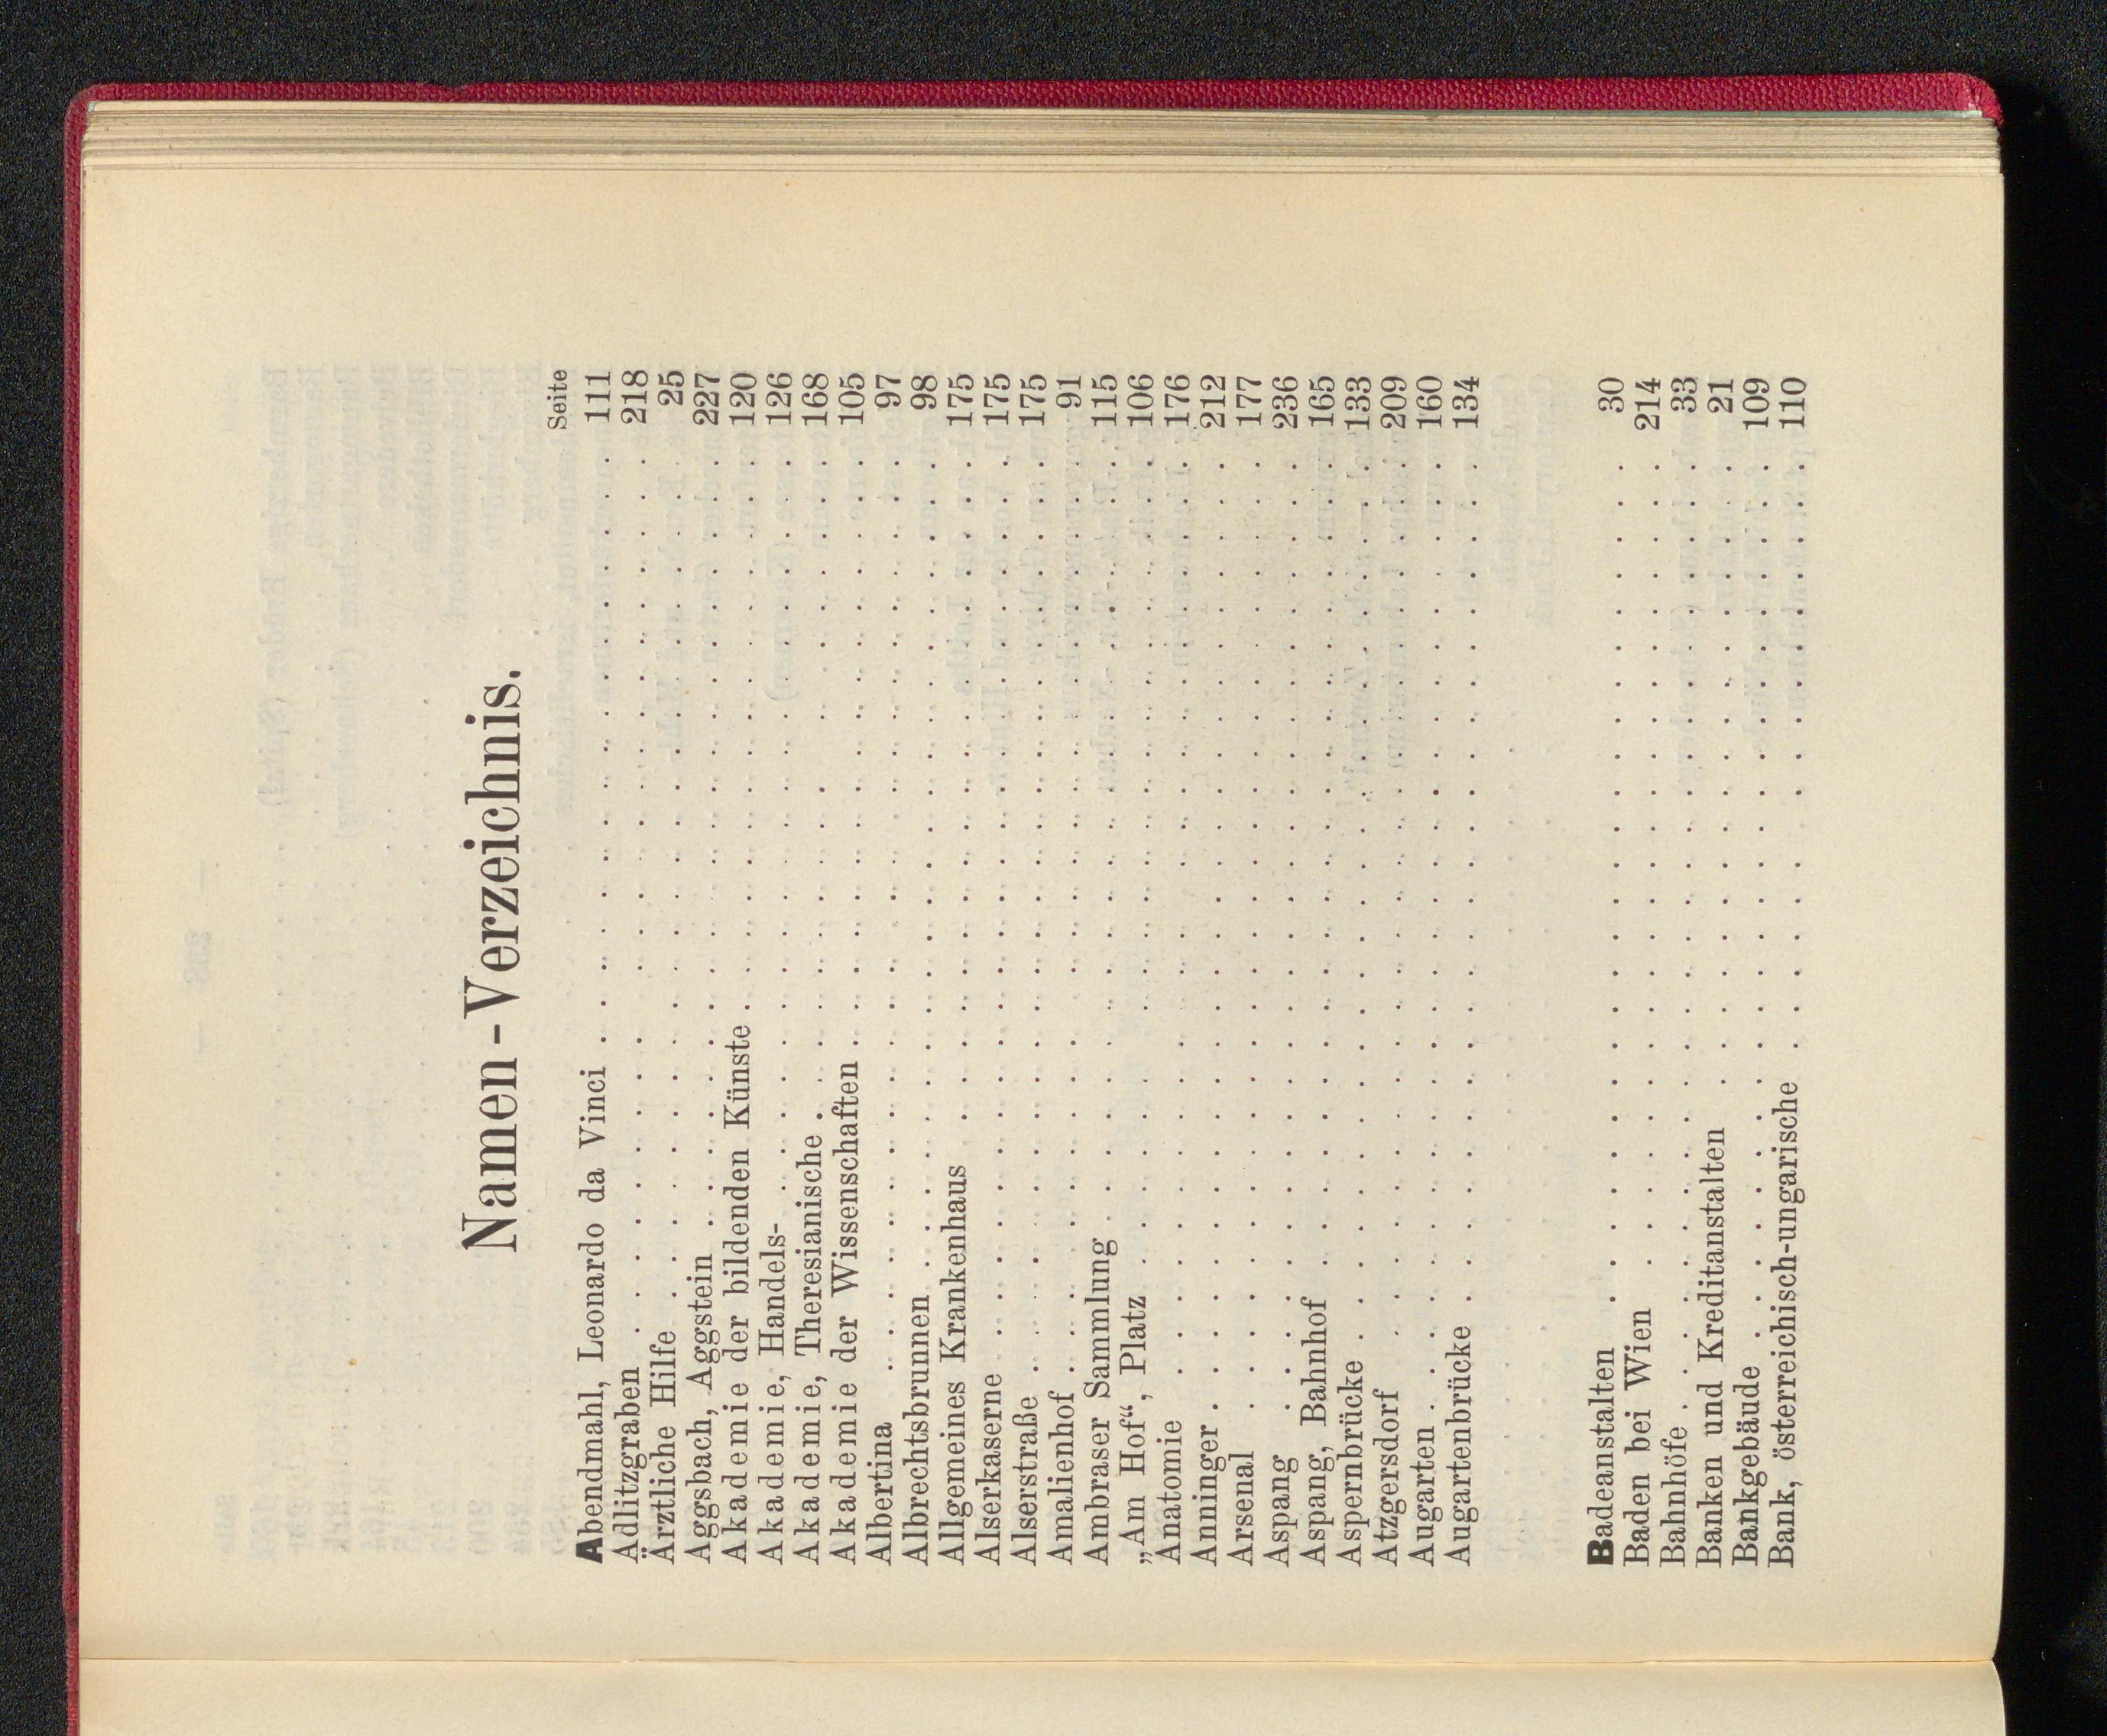 Namen-Verzeichnis.
Seite
Abendmahl, Leonardo da Vinci . . . . . . . . . . . . . . . . 111
Adlitzgraben . . . . . . . . . . . . . . . . 218
Ärztliche Hilfe . . . . . . . . . . . . . . . . 25
Aggsbach, Aggstein . . . . . . . . . . . . . . . . 227
Akademie der bildenden Künste . . . . . . . . . . . . . . . . 120
Akademie, Handels- . . . . . . . . . . . . . . . . 126
Akademie, Theresianische . . . . . . . . . . . . . . . . 168
Akademie der Wissenschaften . . . . . . . . . . . . . . . . 105
Albertina . . . . . . . . . . . . . . . . 97
Albrechtsbrunnen . . . . . . . . . . . . . . . . 98
Allgemeines Krankenhaus . . . . . . . . . . . . . . . . 175
Alserkaserne . . . . . . . . . . . . . . . . 175
Alserstraße . . . . . . . . . . . . . . . . 175
Amalienhof . . . . . . . . . . . . . . . . 91
Ambraser Sammlung . . . . . . . . . . . . . . . . 115
„Am Hof“, Platz . . . . . . . . . . . . . . . . 106
Anatomie . . . . . . . . . . . . . . . . 176
Anninger . . . . . . . . . . . . . . . . 212
Arsenal . . . . . . . . . . . . . . . . 177
Aspang . . . . . . . . . . . . . . . . 236
Aspang, Bahnhof . . . . . . . . . . . . . . . . 165
Aspernbrücke . . . . . . . . . . . . . . . . 133
Atzgersdorf . . . . . . . . . . . . . . . . 209
Augarten . . . . . . . . . . . . . . . . 160
Augartenbrücke . . . . . . . . . . . . . . . . 134
Badeanstalten . . . . . . . . . . . . . . . . 30
Baden bei Wien . . . . . . . . . . . . . . . . 214
Bahnhöfe . . . . . . . . . . . . . . . . 33
Banken und Kreditanstalten . . . . . . . . . . . . . . . . 21
Bankgebäude . . . . . . . . . . . . . . . . 109
Bank, österreichisch-ungarische . . . . . . . . . . . . . . . . 110